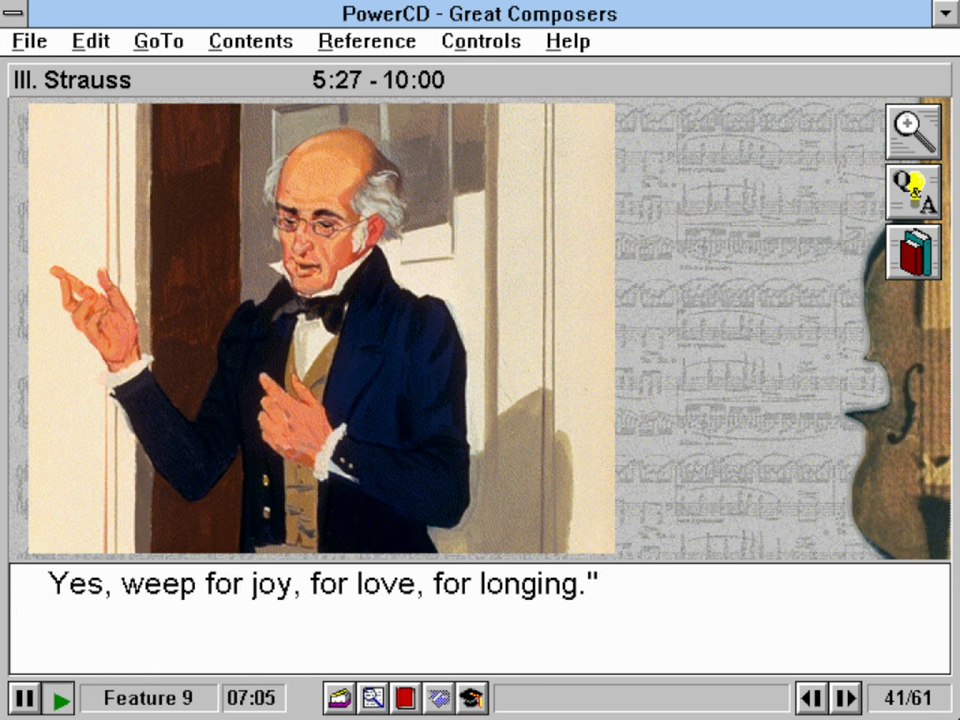 PowerCD - Great Composers
File Edit GoTo Contents Reference Controls Help
III. Strauss 5:27 - 10:00
Q & A
Yes, weep for joy, for love, for longing."
Feature 9 07:05 41/61